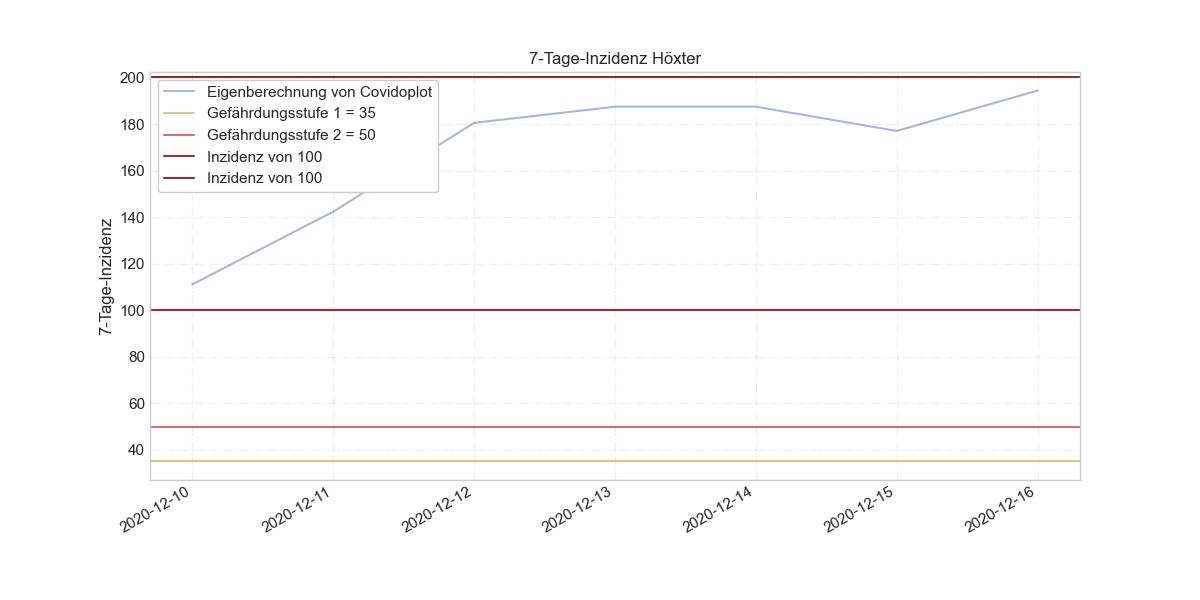 7-Tage-Inzidenz Höxter
Eigenberechnung von Covidoplot
Gefährdungsstufe 1 = 35
Gefährdungsstufe 2 = 50
Inzidenz von 100
Inzidenz von 100
7-Tage-Inzidenz
200
180
160
140
120
100
80
60
40
2020-12-10
2020-12-11
2020-12-12
2020-12-13
2020-12-14
2020-12-15
2020-12-16